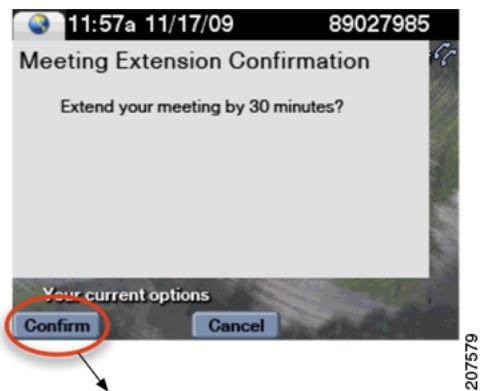 11:57a 11/17/09 89027985
Meeting Extension Confirmation
Extend your meeting by 30 minutes?
Your current options
Confirm Cancel
207579